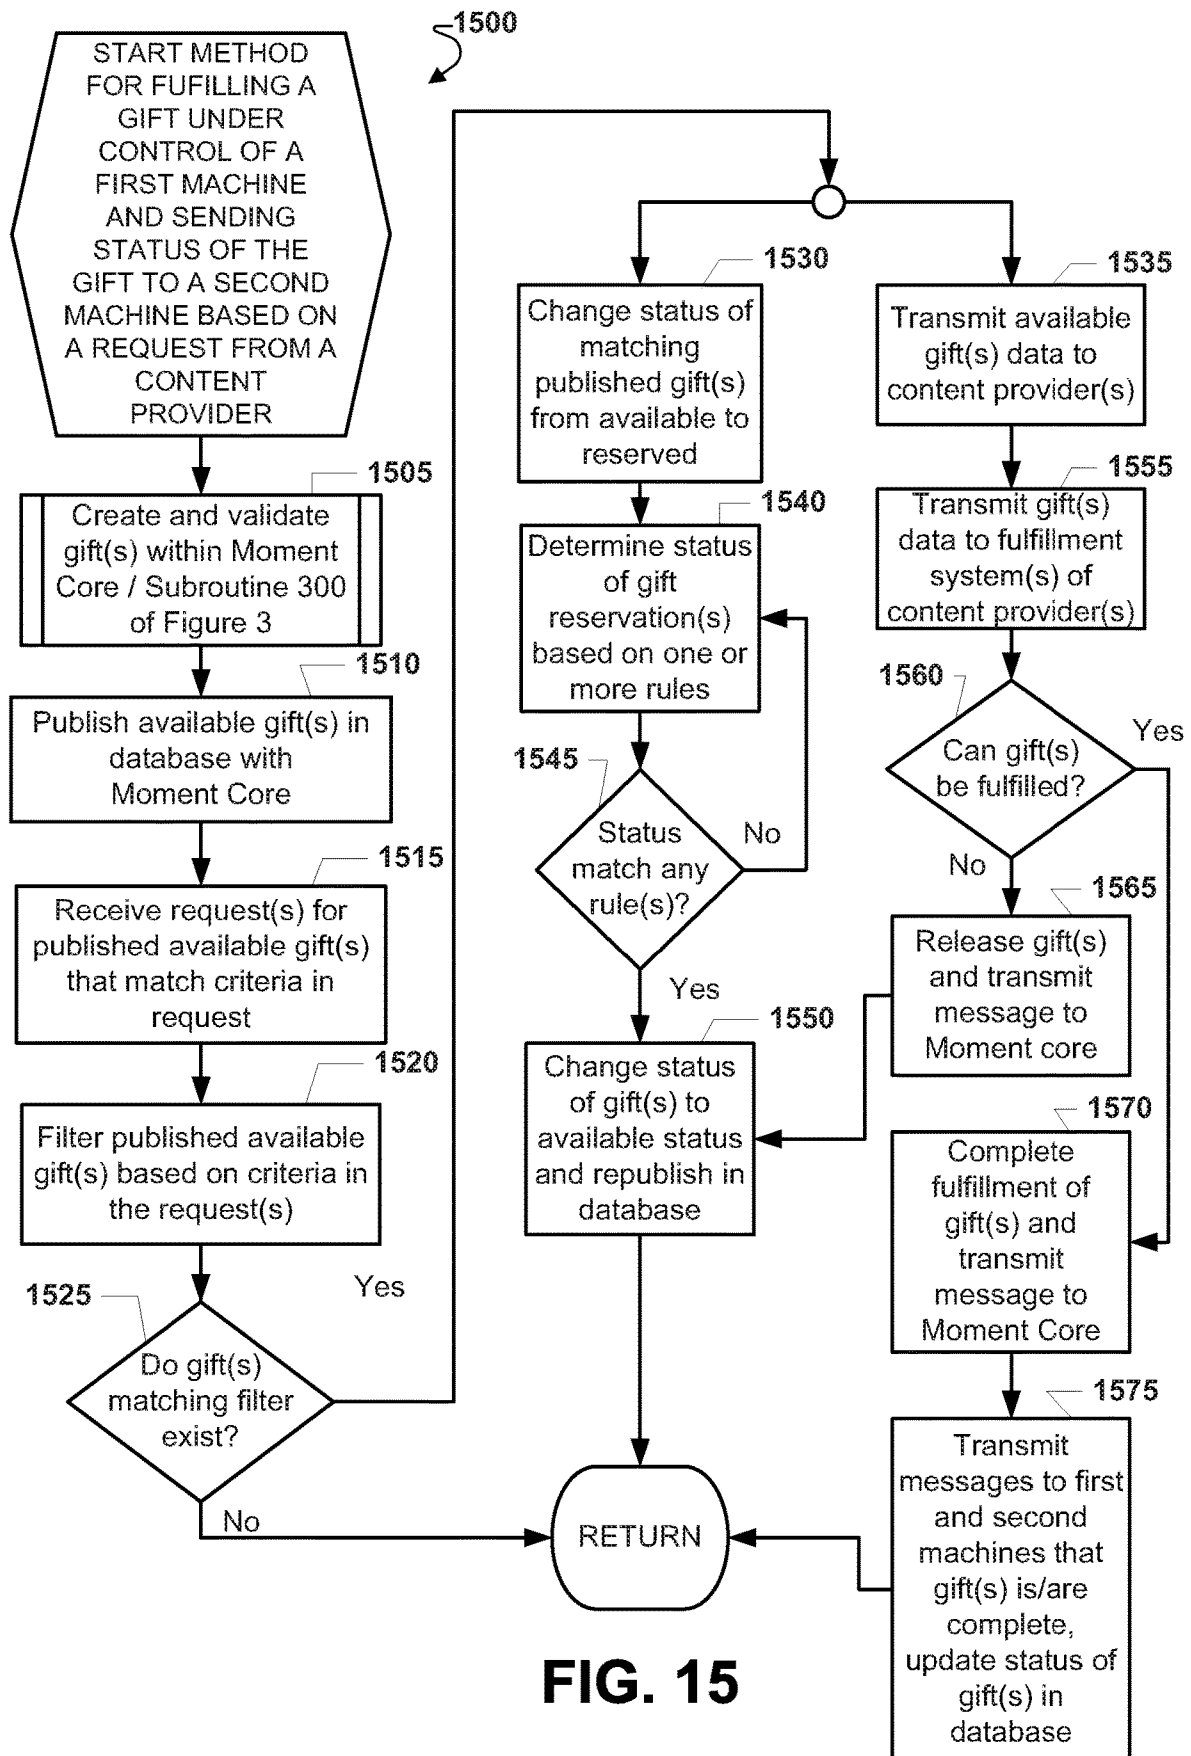 1500
START METHOD
FOR FUFILLING A
GIFT UNDER
CONTROL OF A
FIRST MACHINE
AND SENDING
STATUS OF THE
GIFT TO A SECOND
MACHINE BASED ON
A REQUEST FROM A
CONTENT
PROVIDER
1505
Create and validate
gift(s) within Moment
Core / Subroutine 300
of Figure 3
1510
Publish available gift(s) in
database with
Moment Core
1515
Receive request(s) for
published available gift(s)
that match criteria in
request
1520
Filter published available
gift(s) based on criteria in
the request(s)
1525
Yes
Do gift(s)
matching filter
exist?
No
1530
Change status of
matching
published gift(s)
from available to
reserved
1540
Determine status
of gift
reservation(s)
based on one or
more rules
1545
Status
match any
rule(s)?
No
Yes
1550
Change status
of gift(s) to
available status
and republish in
database
RETURN
1535
Transmit available
gift(s) data to
content provider(s)
1555
Transmit gift(s)
data to fulfillment
system(s) of
content provider(s)
1560
Yes
Can gift(s)
be fulfilled?
No
1565
Release gift(s)
and transmit
message to
Moment core
1570
Complete
fulfillment of
gift(s) and
transmit
message to
Moment Core
1575
Transmit
messages to first
and second
machines that
gift(s) is/are
complete,
update status of
gift(s) in
database
FIG. 15